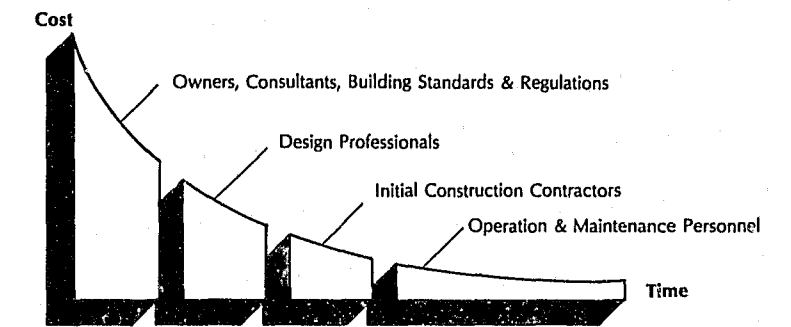 Cost
Owners, Consultants, Building Standards & Regulations
Design Professionals
Initial Construction Contractors
Operation & Maintenance Personnel
Time